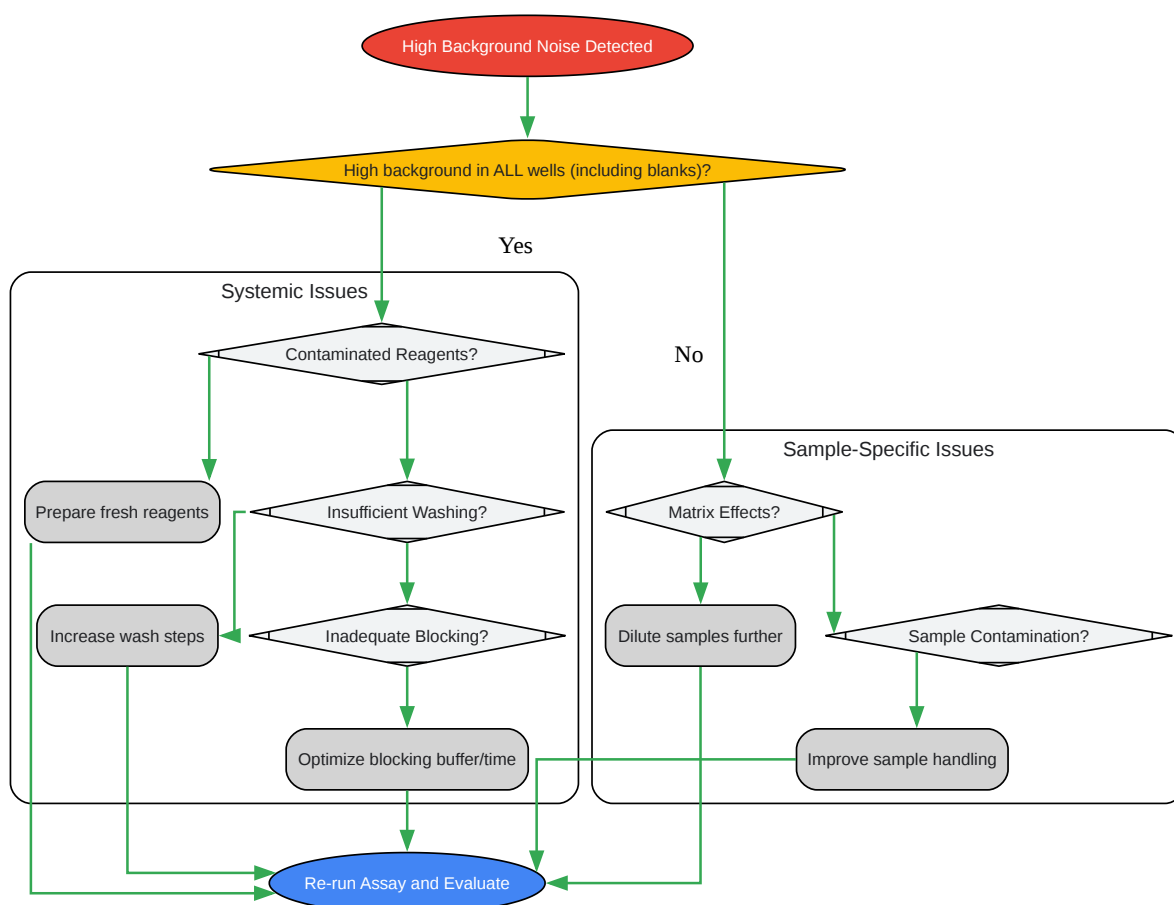 High Background Noise Detected
High background in ALL wells (including blanks)?
Yes
Systemic Issues
Contaminated Reagents?
No
Sample-Specific Issues
Prepare fresh reagents
Insufficient Washing?
Matrix Effects?
Increase wash steps
Inadequate Blocking?
Dilute samples further
Sample Contamination?
Optimize blocking buffer/time
Improve sample handling
Re-run Assay and Evaluate